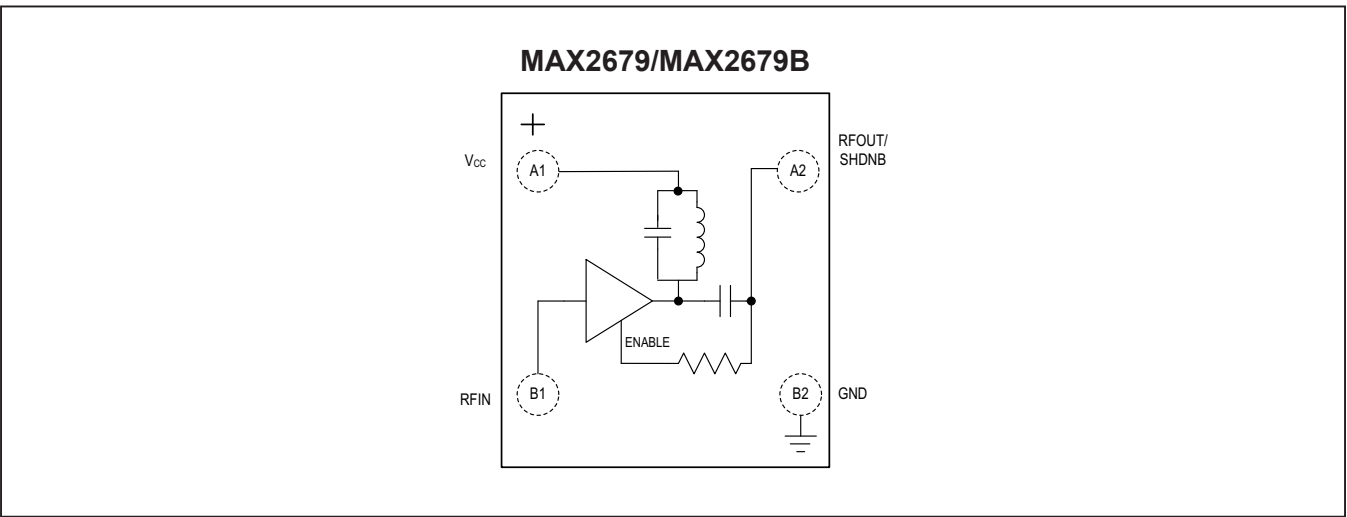 MAX2679/MAX2679B
+
VCC
A1
A2
RFOUT/
SHDNB
ENABLE
RFIN
B1
B2
GND